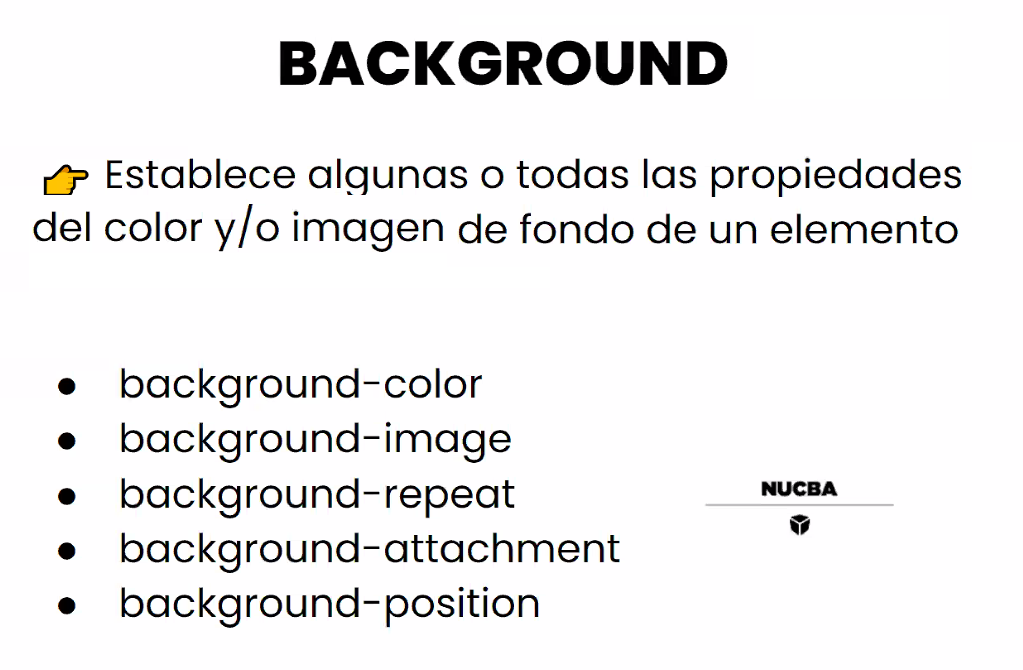 BACKGROUND
👉 Establece algunas o todas las propiedades
del color y/o imagen de fondo de un elemento
● background-color
● background-image
● background-repeat
● background-attachment
● background-position
NUCBA